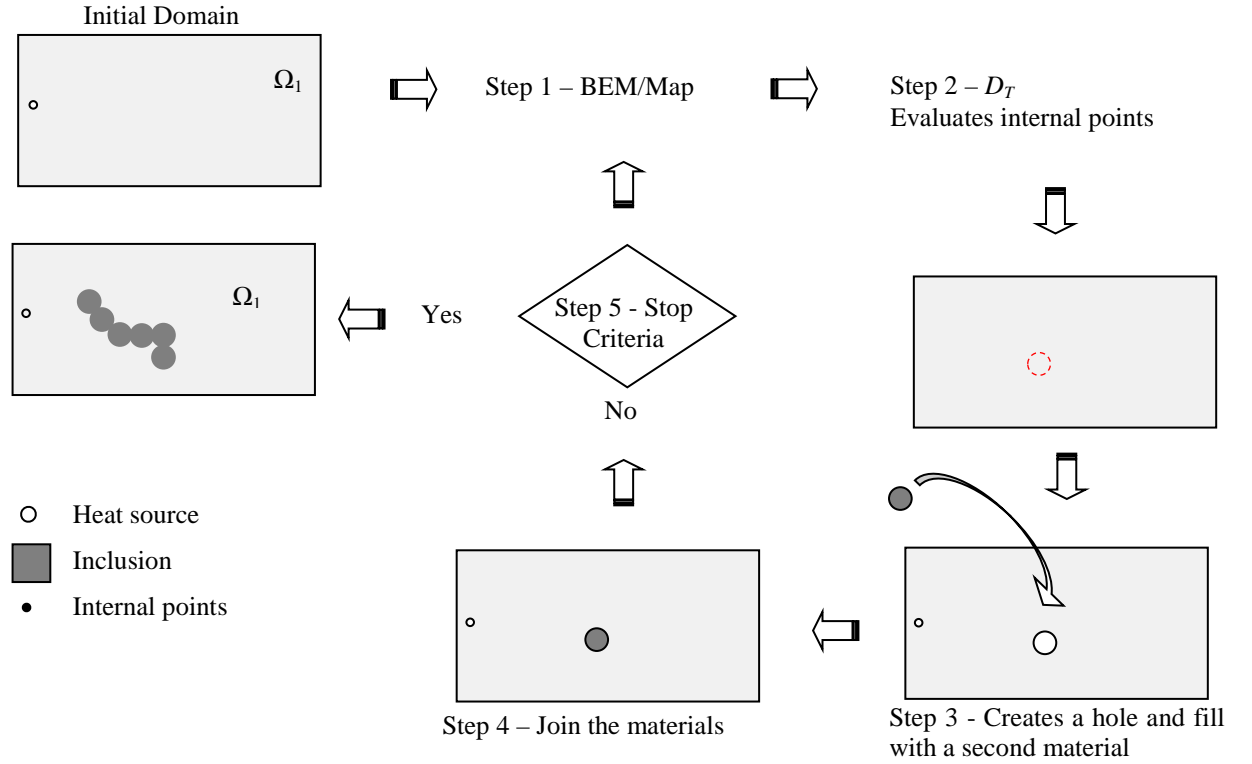 Initial Domain
Ω1
Step 1 – BEM/Map
Step 2 – DT
Evaluates internal points
Ω1
Yes
Step 5 - Stop
Criteria
No
Heat source
Inclusion
Internal points
Step 4 – Join the materials
Step 3 - Creates a hole and fill
with a second material